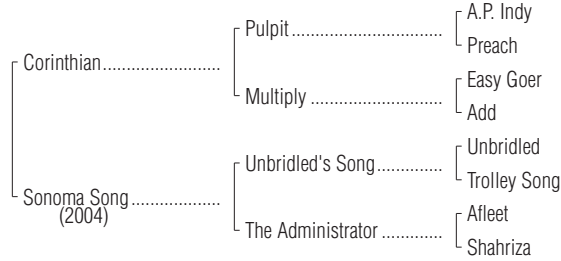 A.P. Indy
Pulpit
Preach
Corinthian
Easy Goer
Multiply
Add
Unbridled
Unbridled's Song
Trolley Song
Sonoma Song
(2004)
Afleet
The Administrator
Shahriza